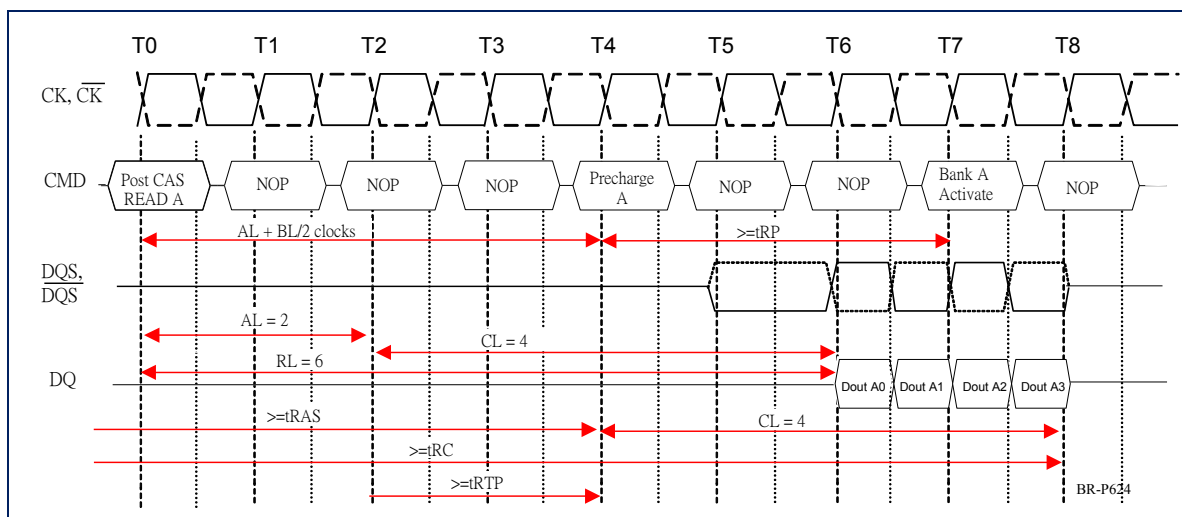 T0 T1 T2 T3 T4 T5 T6 T7 T8
CK, CK
CMD
Post CAS
READ A
NOP
NOP
NOP
Precharge
A
NOP
NOP
Bank A
Activate
NOP
AL + BL/2 clocks
>=tRP
DQS,
DQS
AL = 2
CL = 4
RL = 6
DQ
Dout A0
Dout A1
Dout A2
Dout A3
>=tRAS
CL = 4
>=tRC
>=tRTP
BR-P624